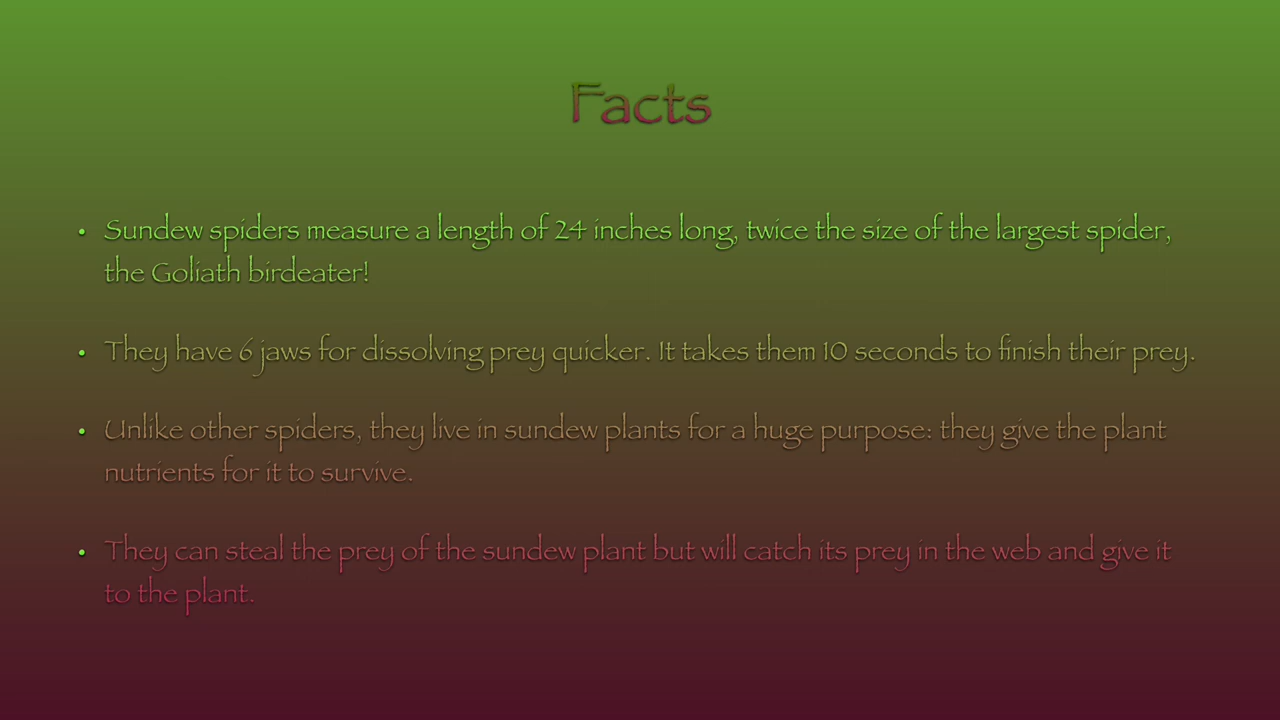 Facts
• Sundew spiders measure a length of 24 inches long, twice the size of the largest spider,
the Goliath birdeater!
• They have 6 jaws for dissolving prey quicker. It takes them 10 seconds to finish their prey.
• Unlike other spiders, they live in sundew plants for a huge purpose: they give the plant
nutrients for it to survive.
• They can steal the prey of the sundew plant but will catch its prey in the web and give it
to the plant.